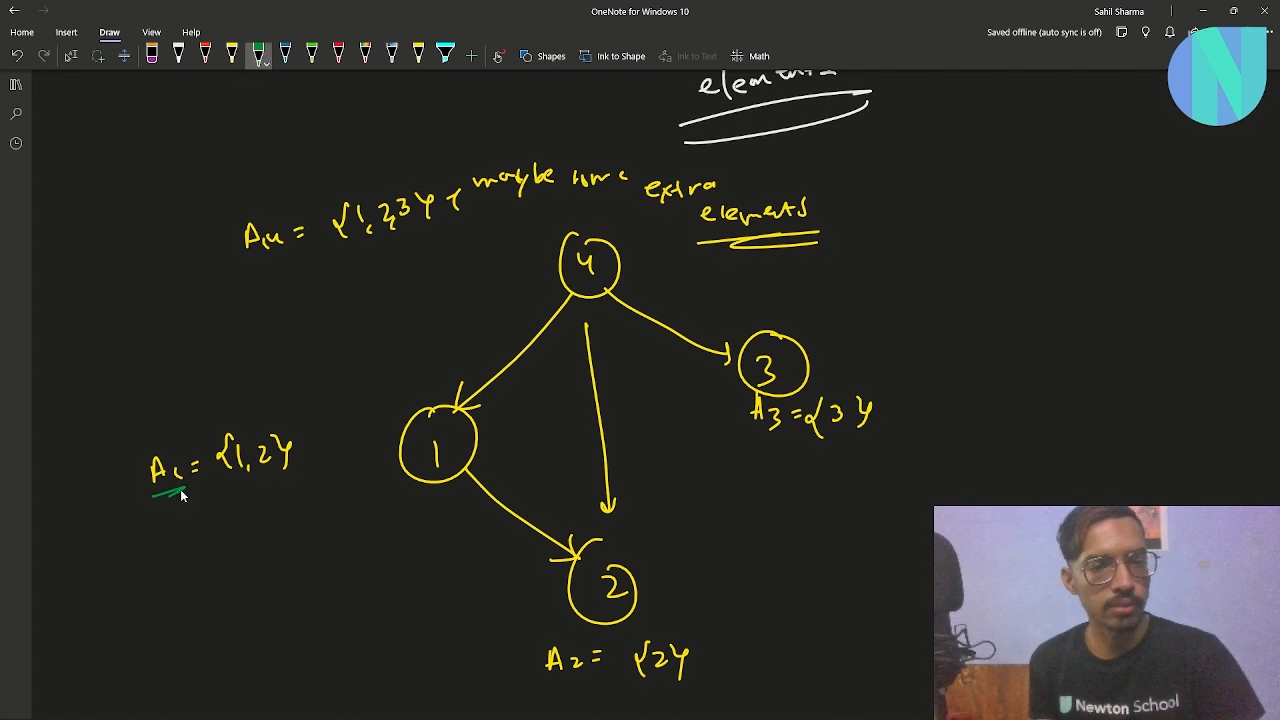 OneNote for Windows 10
Sahil Sharma
Home Insert Draw View Help
Saved offline (auto sync is off)
Shapes Ink to Shape Ink to Text Math
elements
A4 = {1,2,3} + maybe some extra
elements
4
3
A3 = {3}
1
A1 = {1,2}
2
A2 = {2}
Newton School